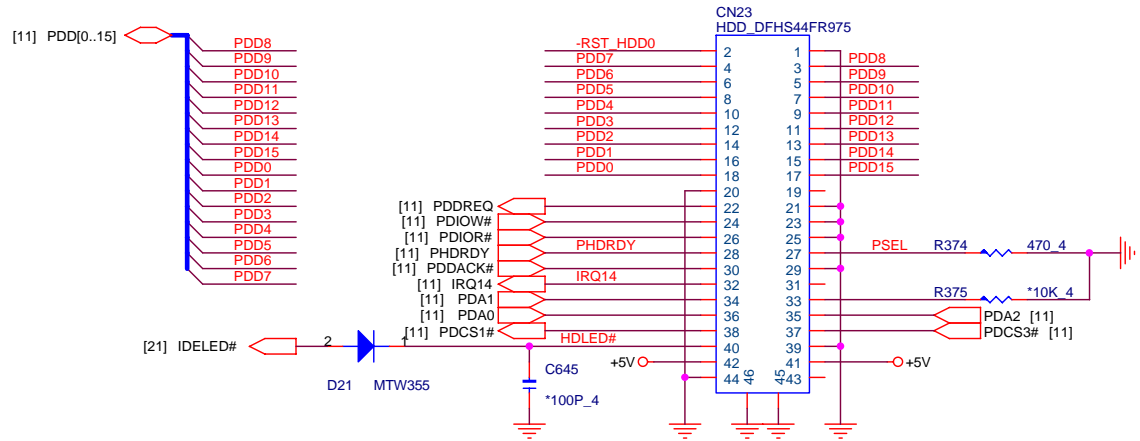 CN23
HDD_DFHS44FR975
[11] PDD[0..15]
PDD8
PDD9
PDD10
PDD11
PDD12
PDD13
PDD14
PDD15
PDD0
PDD1
PDD2
PDD3
PDD4
PDD5
PDD6
PDD7
-RST_HDD0 2 1
PDD7 4 3 PDD8
PDD6 6 5 PDD9
PDD5 8 7 PDD10
PDD4 10 9 PDD11
PDD3 12 11 PDD12
PDD2 14 13 PDD13
PDD1 16 15 PDD14
PDD0 18 17 PDD15
20 19
[11] PDDREQ 22 21
[11] PDIOW# 24 23
[11] PDIOR# 26 25
[11] PHDRDY PHDRDY 28 27 PSEL R374 470_4
[11] PDDACK# 30 29
[11] IRQ14 IRQ14 32 31
[11] PDA1 34 33 R375 *10K_4
[11] PDA0 36 35 PDA2 [11]
[11] PDCS1# 38 37 PDCS3# [11]
[21] IDELED# 2 1 HDLED# 40 39
+5V 42 41 +5V
44 46 45 43
D21 MTW355
C645
*100P_4